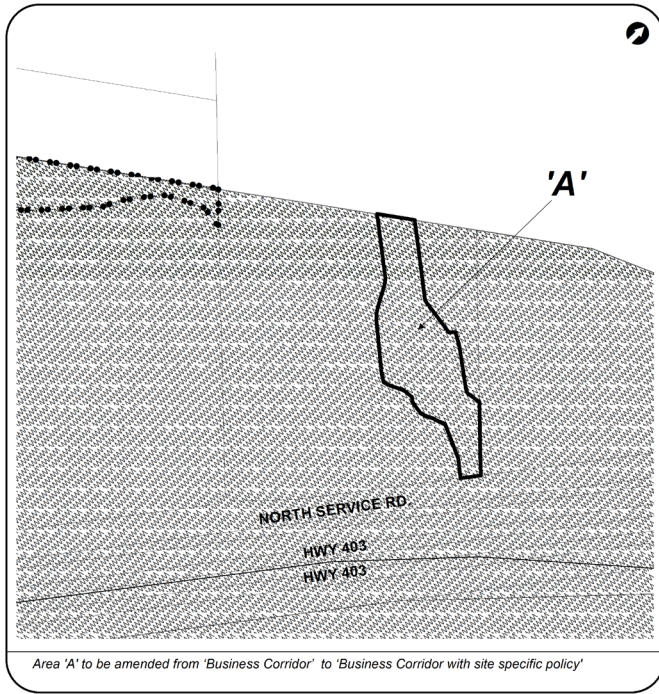 'A'
NORTH SERVICE RD.
HWY 403
HWY 403
Area 'A' to be amended from ‘Business Corridor’ to ‘Business Corridor with site specific policy'